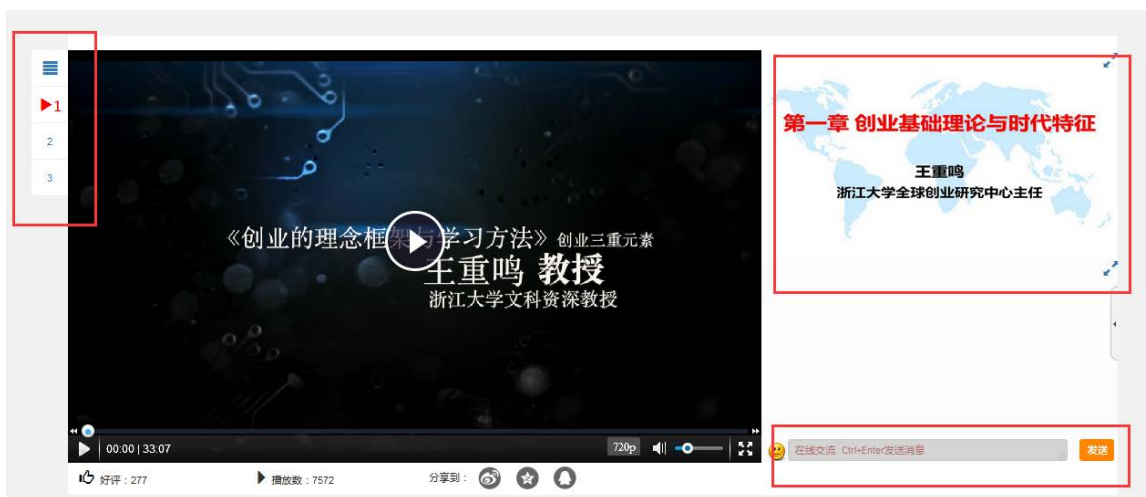 1
2
3
《创业的理念框架与学习方法》 创业三重元素
王重鸣 教授
浙江大学文科资深教授
00:00 | 33:07
720p
好评：277
播放数：7572
分享到：
第一章 创业基础理论与时代特征
王重鸣
浙江大学全球创业研究中心主任
在线交流 Ctrl+Enter发送消息
发送